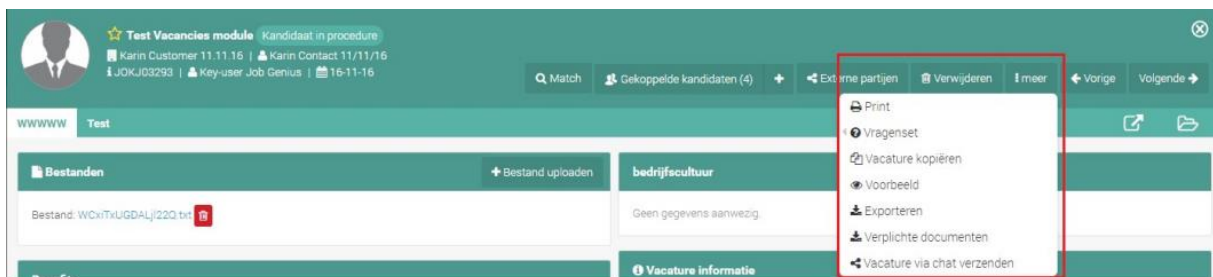 Test Vacancies module Kandidaat in procedure
Karin Customer 11.11.16 | Karin Contact 11/11/16
JOKJ03293 | Key-user Job Genius | 16-11-16
Match Gekoppelde kandidaten (4) + Externe partijen Verwijderen meer Vorige Volgende
Print
Vragenset
Vacature kopiëren
Voorbeeld
Exporteren
Verplichte documenten
Vacature via chat verzenden
wwwww Test
Bestanden + Bestand uploaden
Bestand: WCxiTxUGDALjl22Q.txt
bedrijfscultuur
Geen gegevens aanwezig.
Vacature informatie